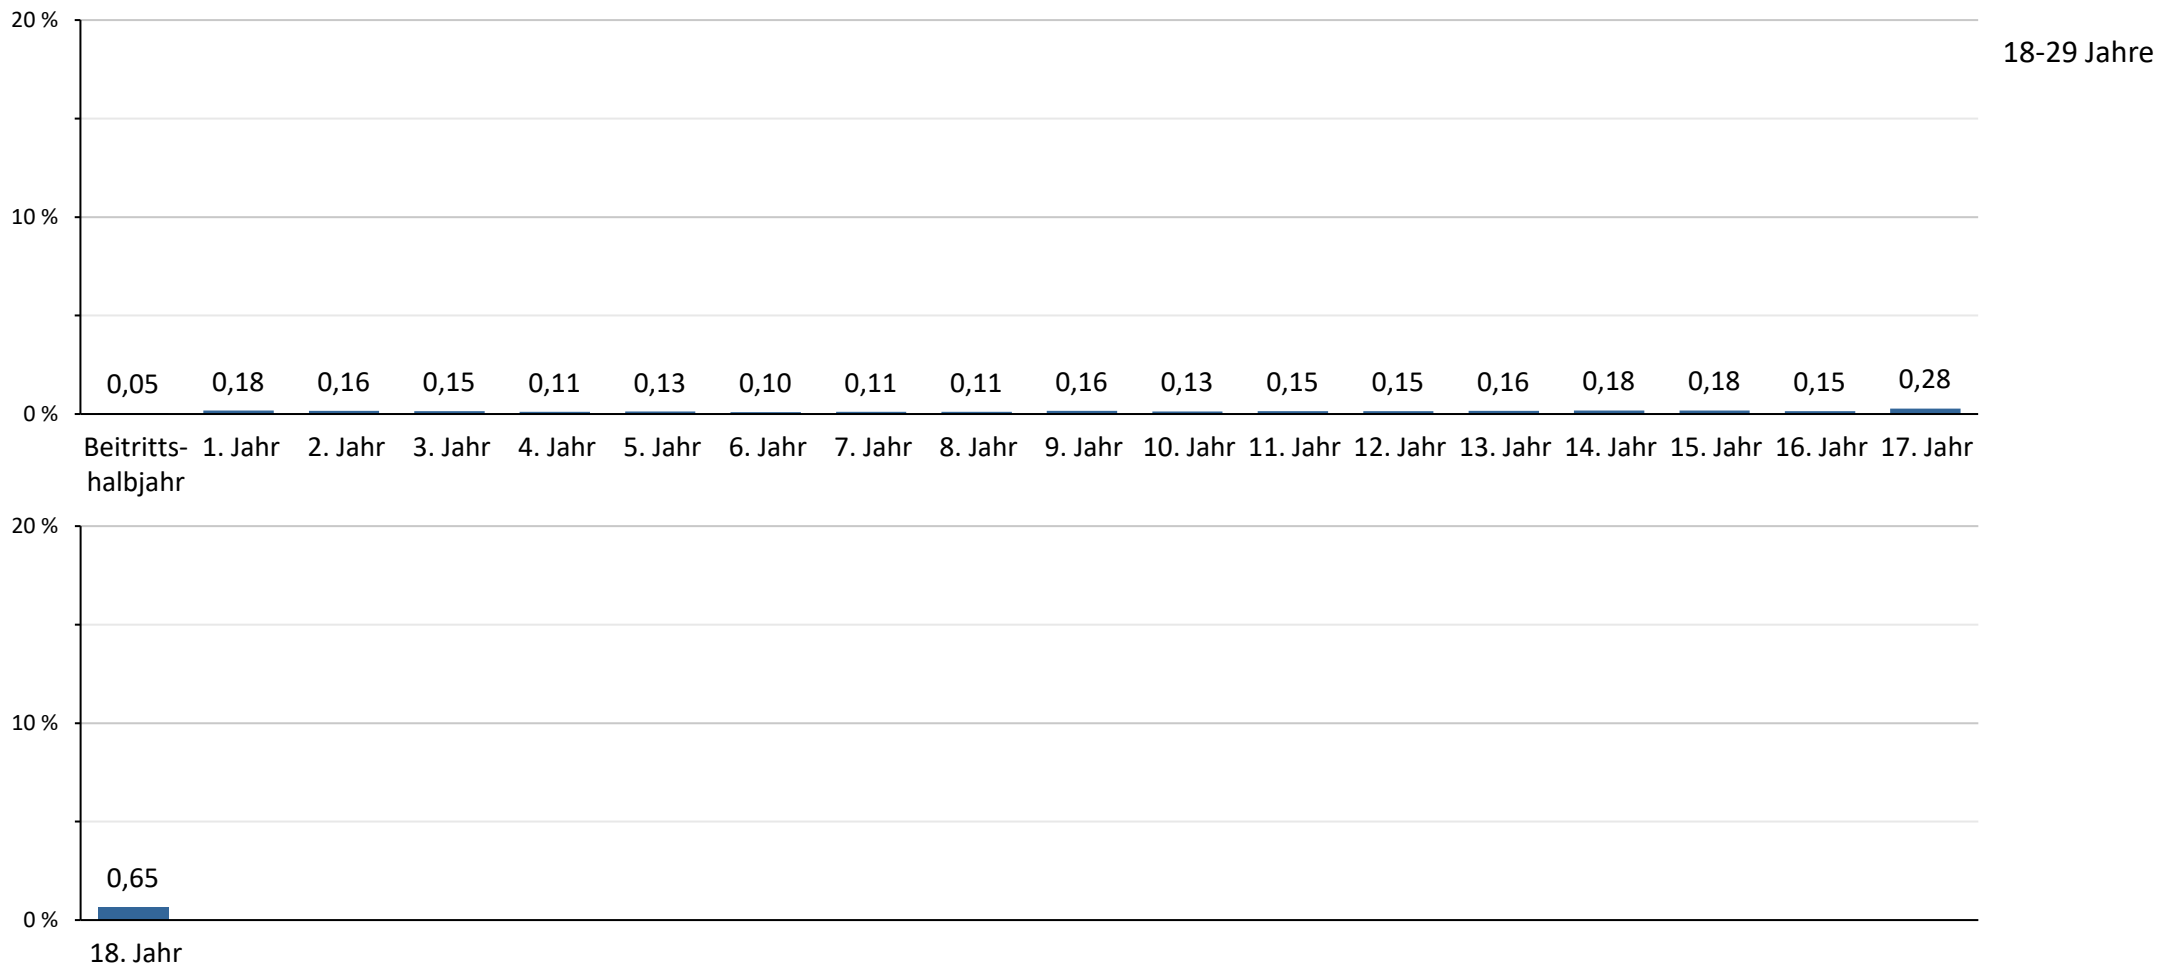 20 %
18-29 Jahre
10 %
0,05 0,18 0,16 0,15 0,11 0,13 0,10 0,11 0,11 0,16 0,13 0,15 0,15 0,16 0,18 0,18 0,15 0,28
0 %
Beitritts- 1. Jahr 2. Jahr 3. Jahr 4. Jahr 5. Jahr 6. Jahr 7. Jahr 8. Jahr 9. Jahr 10. Jahr 11. Jahr 12. Jahr 13. Jahr 14. Jahr 15. Jahr 16. Jahr 17. Jahr
halbjahr
20 %
10 %
0,65
0 %
18. Jahr